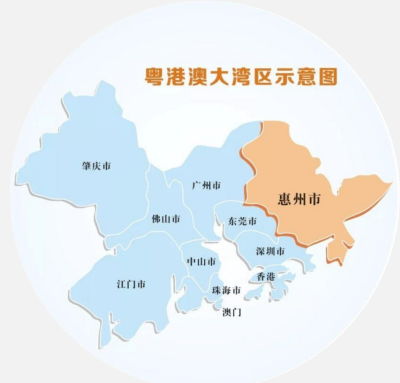 粤港澳大湾区示意图
肇庆市
广州市
惠州市
佛山市
东莞市
深圳市
中山市
香港
江门市
珠海市
澳门